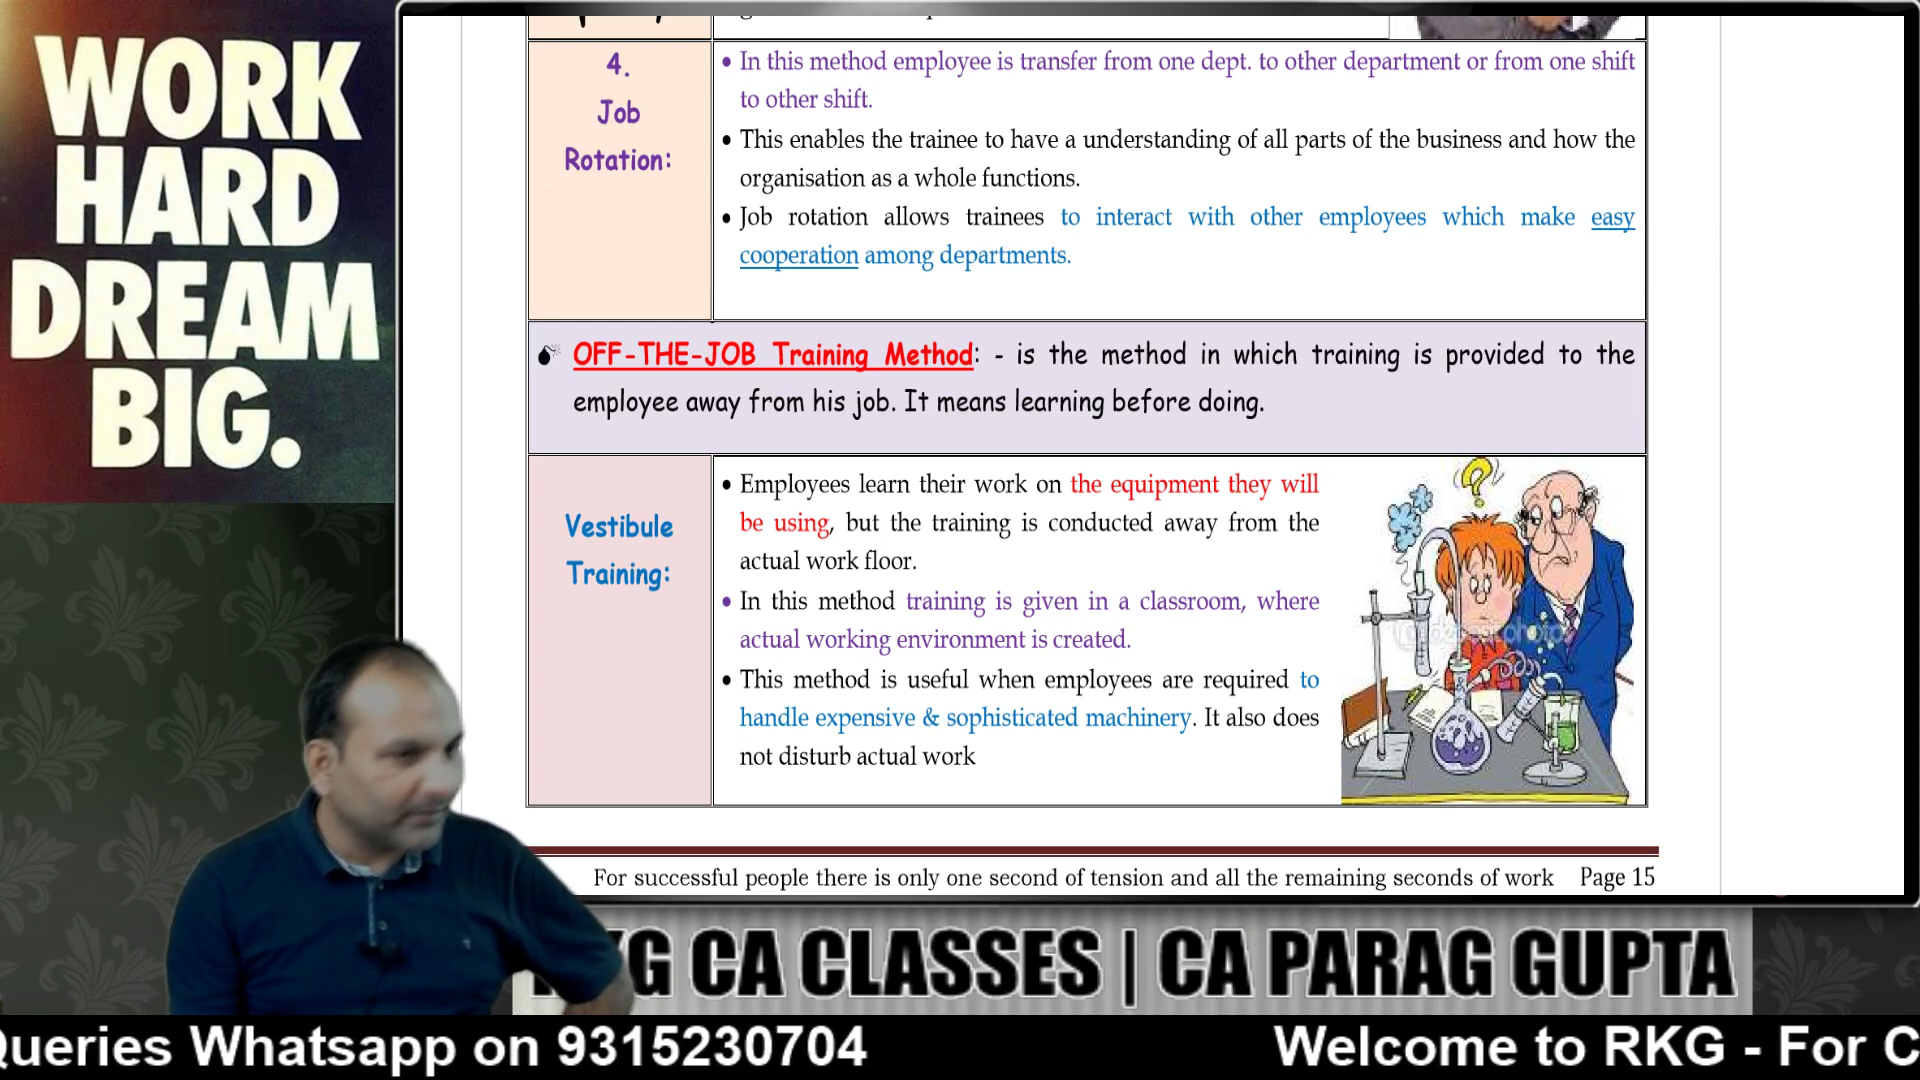 WORK
HARD
DREAM
BIG.
4.
Job
Rotation:
• In this method employee is transfer from one dept. to other department or from one shift
to other shift.
• This enables the trainee to have a understanding of all parts of the business and how the
organisation as a whole functions.
• Job rotation allows trainees to interact with other employees which make easy
cooperation among departments.
OFF-THE-JOB Training Method: - is the method in which training is provided to the
employee away from his job. It means learning before doing.
Vestibule
Training:
• Employees learn their work on the equipment they will
be using, but the training is conducted away from the
actual work floor.
• In this method training is given in a classroom, where
actual working environment is created.
• This method is useful when employees are required to
handle expensive & sophisticated machinery. It also does
not disturb actual work
For successful people there is only one second of tension and all the remaining seconds of work Page 15
G CA CLASSES | CA PARAG GUPTA
Queries Whatsapp on 9315230704
Welcome to RKG - For C